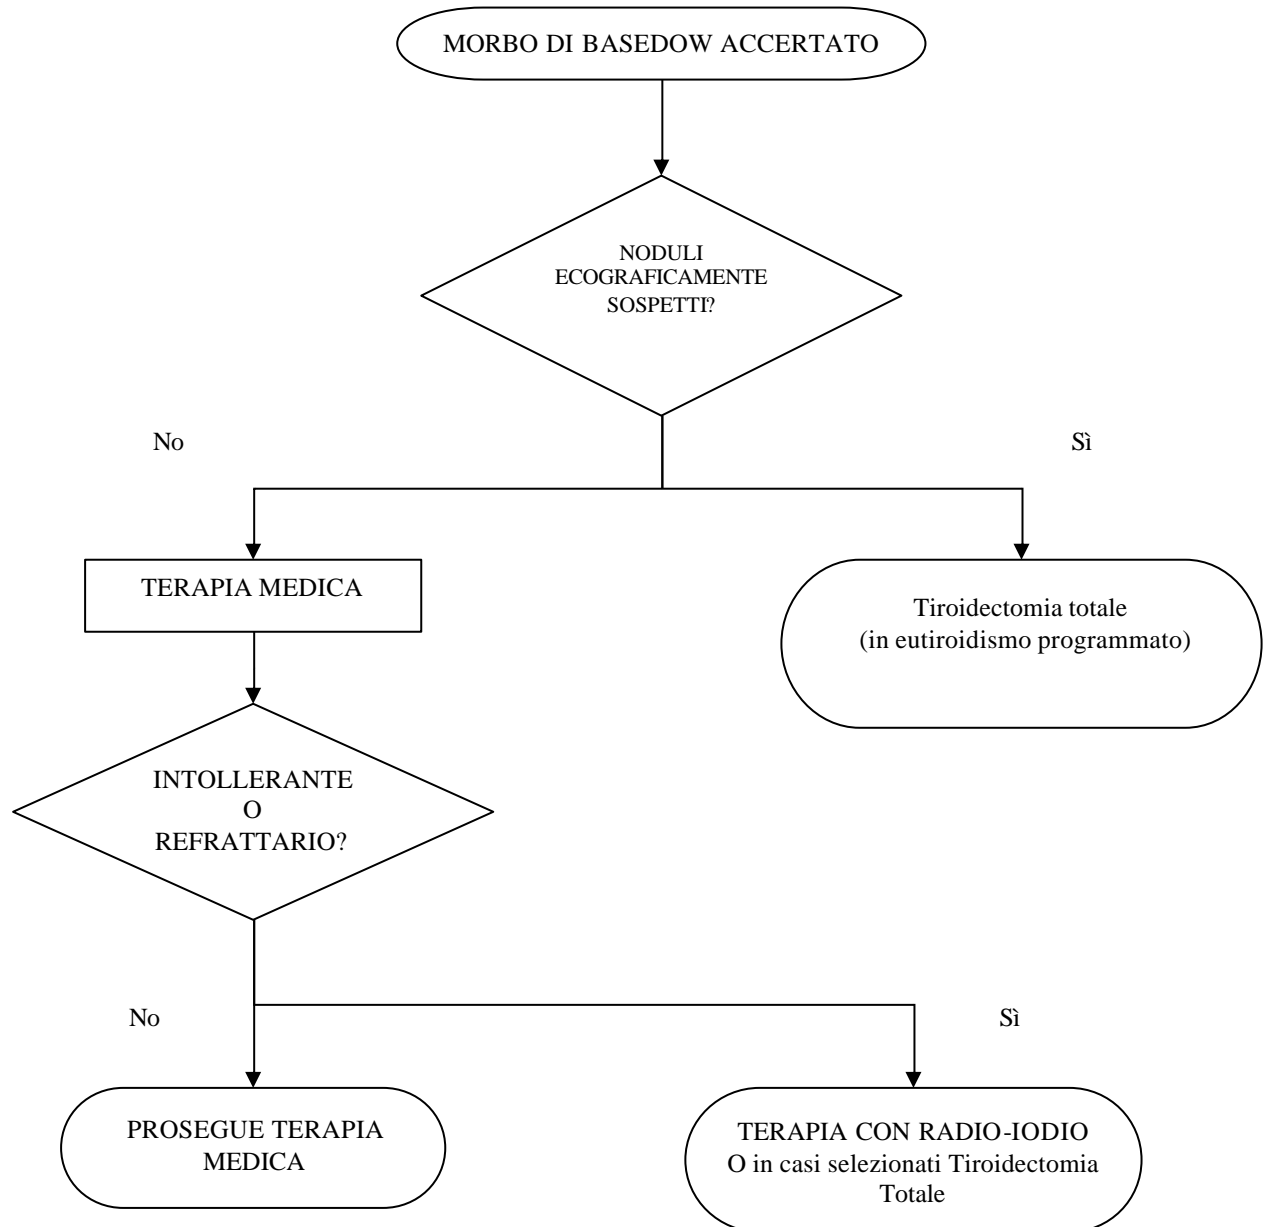 MORBO DI BASEDOW ACCERTATO
NODULI
ECOGRAFICAMENTE
SOSPETTI?
No
Sì
TERAPIA MEDICA
Tiroidectomia totale
(in eutiroidismo programmato)
INTOLLERANTE
O
REFRATTARIO?
No
Sì
PROSEGUE TERAPIA
MEDICA
TERAPIA CON RADIO-IODIO
O in casi selezionati Tiroidectomia
Totale